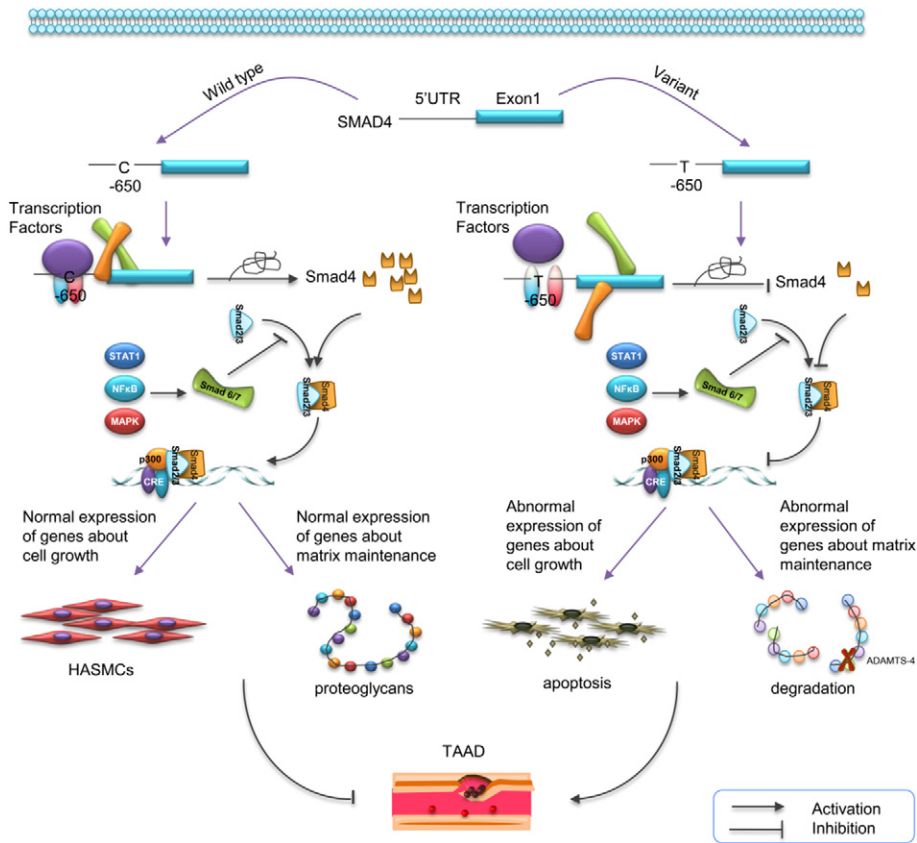 Wild type
Variant
5'UTR
Exon1
SMAD4
C
-650
T
-650
Transcription
Factors
C
-650
Smad4
Smad2/3
STAT1
NFκB
MAPK
Smad 6/7
Smad2/3
Smad4
p300
CRE
Smad2/3
Smad4
Normal expression
of genes about
cell growth
Normal expression
of genes about
matrix maintenance
HASMCs
proteoglycans
Transcription
Factors
T
-650
Smad4
Smad2/3
STAT1
NFκB
MAPK
Smad 6/7
Smad2/3
Smad4
p300
CRE
Smad2/3
Smad4
Abnormal
expression of
genes about
cell growth
Abnormal
expression of
genes about matrix
maintenance
apoptosis
ADAMTS-4
degradation
TAAD
Activation
Inhibition